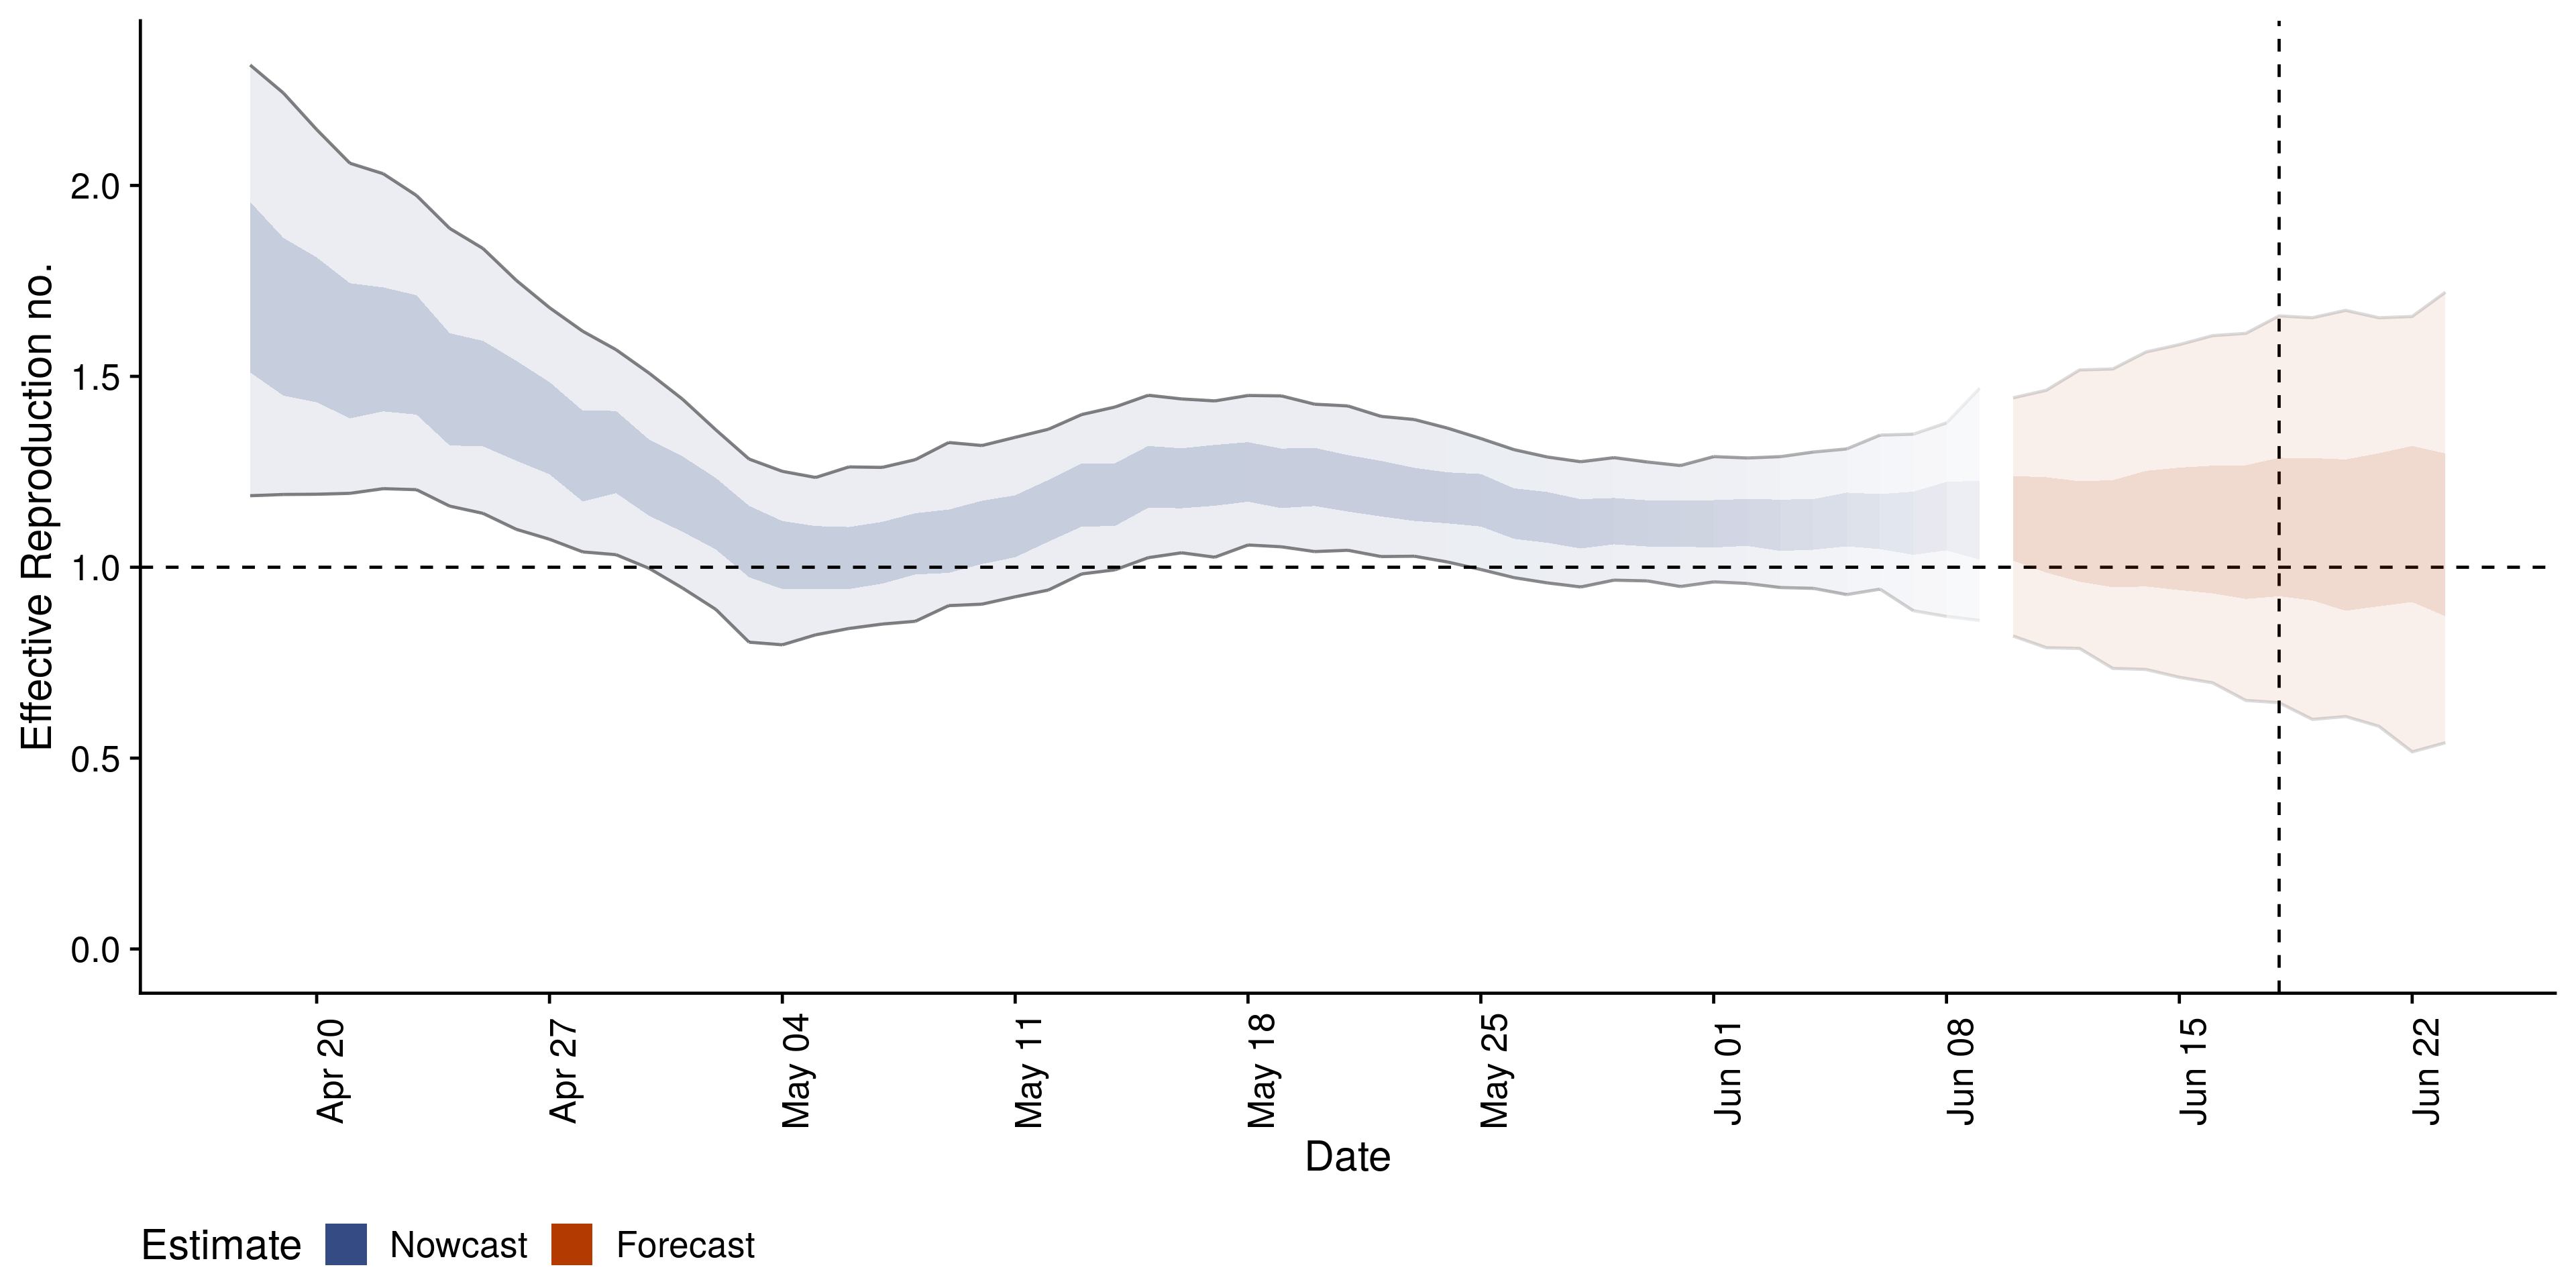 Effective Reproduction no.
2.0
1.5
1.0
0.5
0.0
Apr 20
Apr 27
May 04
May 11
May 18
May 25
Jun 01
Jun 08
Jun 15
Jun 22
Date
Estimate Nowcast Forecast